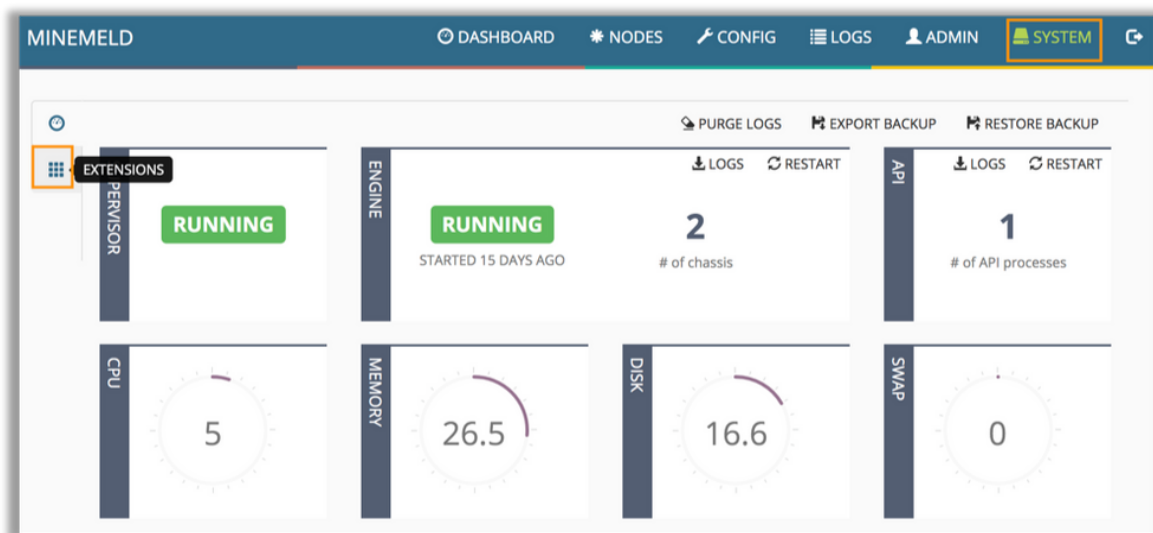 MINEMELD
DASHBOARD
NODES
CONFIG
LOGS
ADMIN
SYSTEM
PURGE LOGS
EXPORT BACKUP
RESTORE BACKUP
EXTENSIONS
PERVISOR
RUNNING
ENGINE
LOGS
RESTART
RUNNING
STARTED 15 DAYS AGO
2
# of chassis
API
LOGS
RESTART
1
# of API processes
CPU
5
MEMORY
26.5
DISK
16.6
SWAP
0